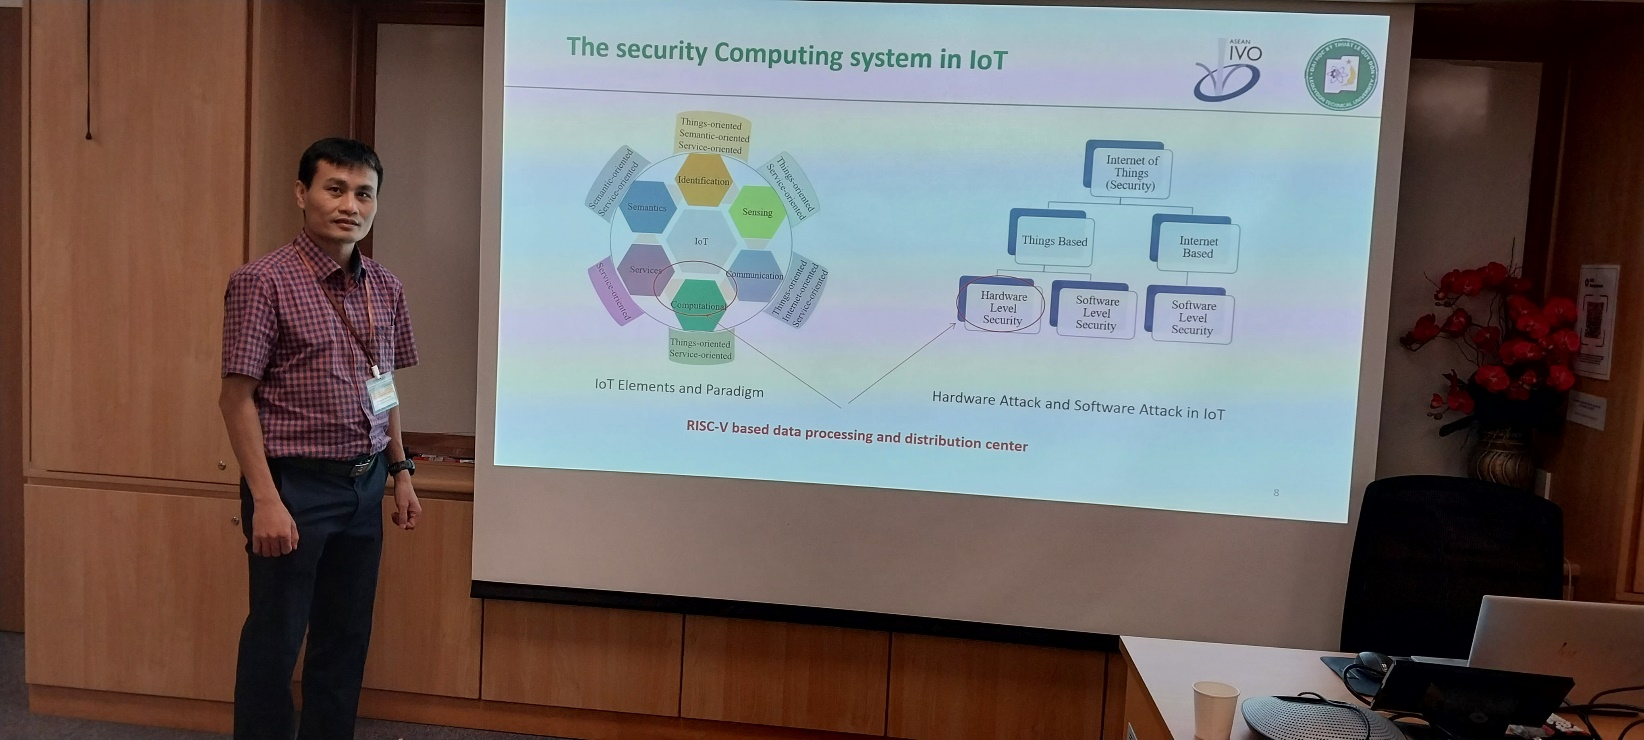 The security Computing system in IoT
ASEAN
IVO
Things-oriented
Semantic-oriented
Service-oriented
Identification
Semantic-oriented
Service-oriented
Semantics
Things-oriented
Service-oriented
Sensing
IoT
Services
Service-oriented
Communication
Things-oriented
Internet-oriented
Service-oriented
Computational
Things-oriented
Service-oriented
IoT Elements and Paradigm
Internet of
Things
(Security)
Things Based
Internet
Based
Hardware
Level
Security
Software
Level
Security
Software
Level
Security
Hardware Attack and Software Attack in IoT
RISC-V based data processing and distribution center
8